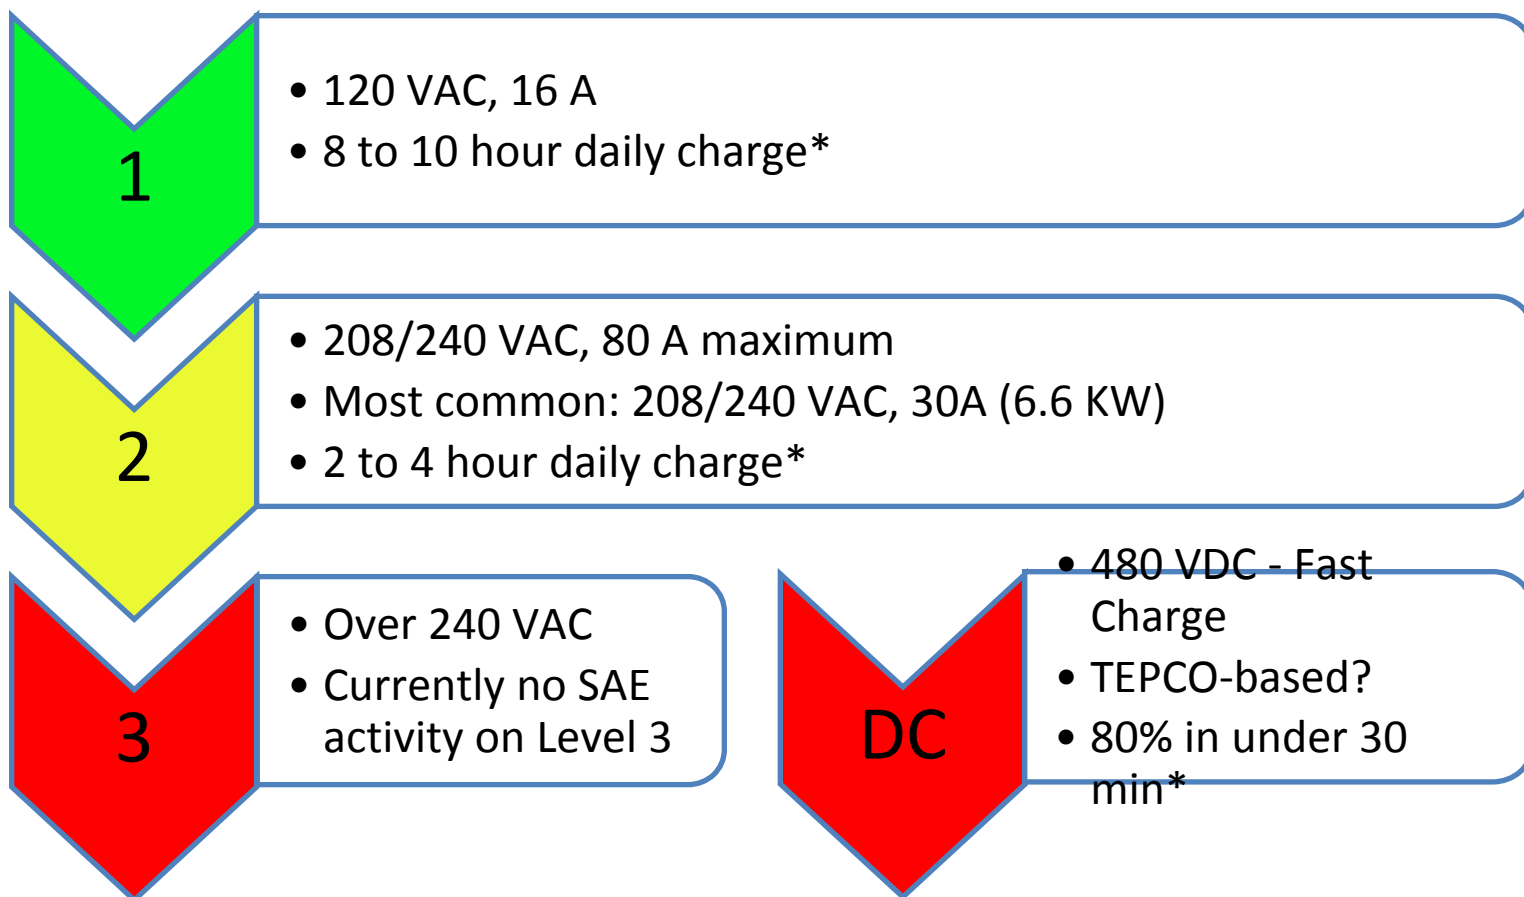 1
• 120 VAC, 16 A
• 8 to 10 hour daily charge*
2
• 208/240 VAC, 80 A maximum
• Most common: 208/240 VAC, 30A (6.6 KW)
• 2 to 4 hour daily charge*
3
• Over 240 VAC
• Currently no SAE
activity on Level 3
DC
• 480 VDC - Fast
Charge
• TEPCO-based?
• 80% in under 30
min*